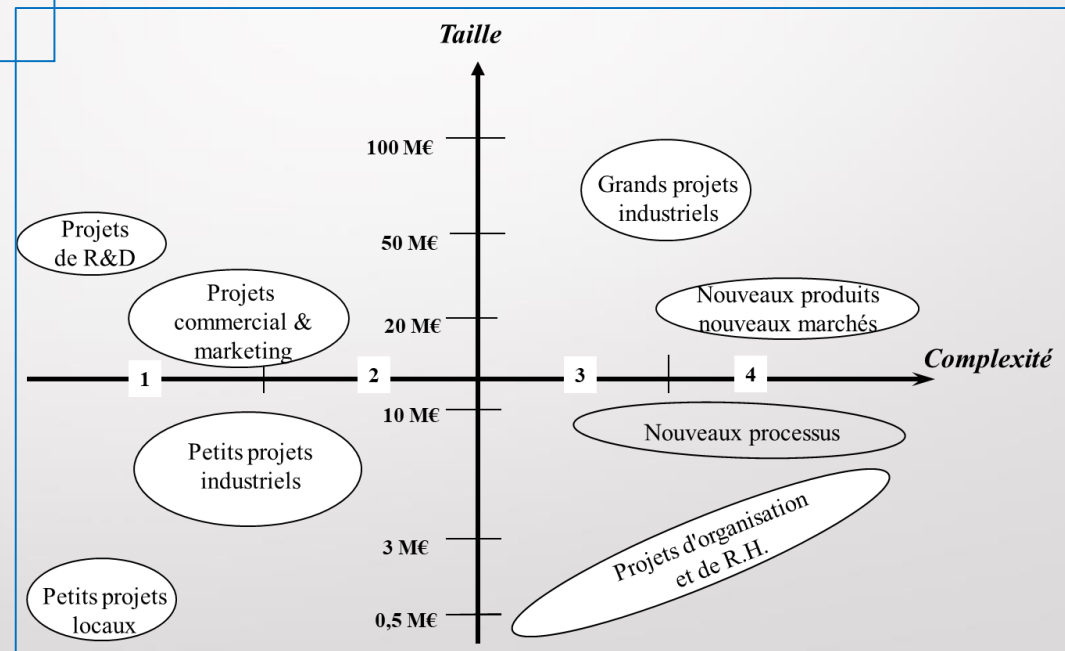 Taille
100 M€
Grands projets
industriels
Projets
de R&D
50 M€
Projets
commercial &
marketing
20 M€
Nouveaux produits
nouveaux marchés
Complexité
1
2
3
4
10 M€
Nouveaux processus
Petits projets
industriels
3 M€
Projets d'organisation
et de R.H.
Petits projets
locaux
0,5 M€